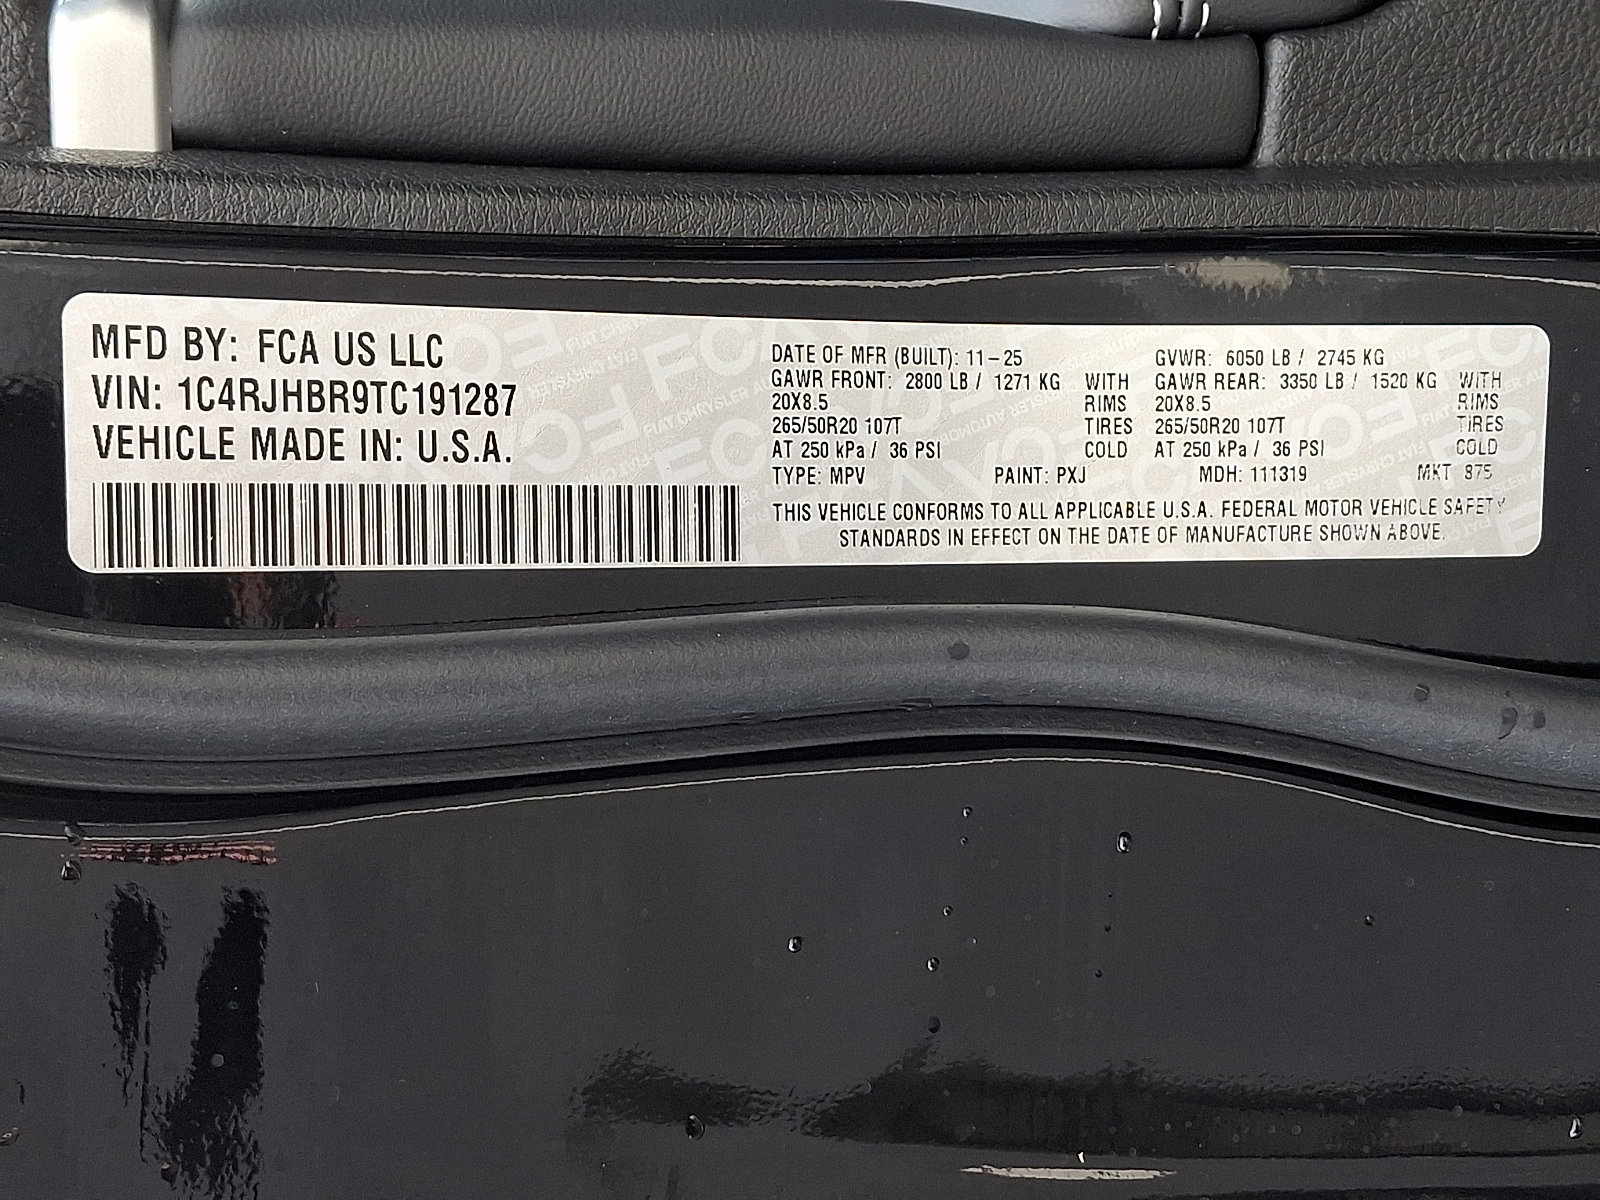 MFD BY: FCA US LLC
VIN: 1C4RJHBR9TC191287
VEHICLE MADE IN: U.S.A.
DATE OF MFR (BUILT): 11-25 GVWR: 6050 LB / 2745 KG
GAWR FRONT: 2800 LB / 1271 KG WITH GAWR REAR: 3350 LB / 1520 KG WITH
20X8.5 RIMS 20X8.5 RIMS
265/50R20 107T TIRES 265/50R20 107T TIRES
AT 250 kPa / 36 PSI COLD AT 250 kPa / 36 PSI COLD
TYPE: MPV PAINT: PXJ MDH: 111319 MKT 875
THIS VEHICLE CONFORMS TO ALL APPLICABLE U.S.A. FEDERAL MOTOR VEHICLE SAFETY
STANDARDS IN EFFECT ON THE DATE OF MANUFACTURE SHOWN ABOVE.